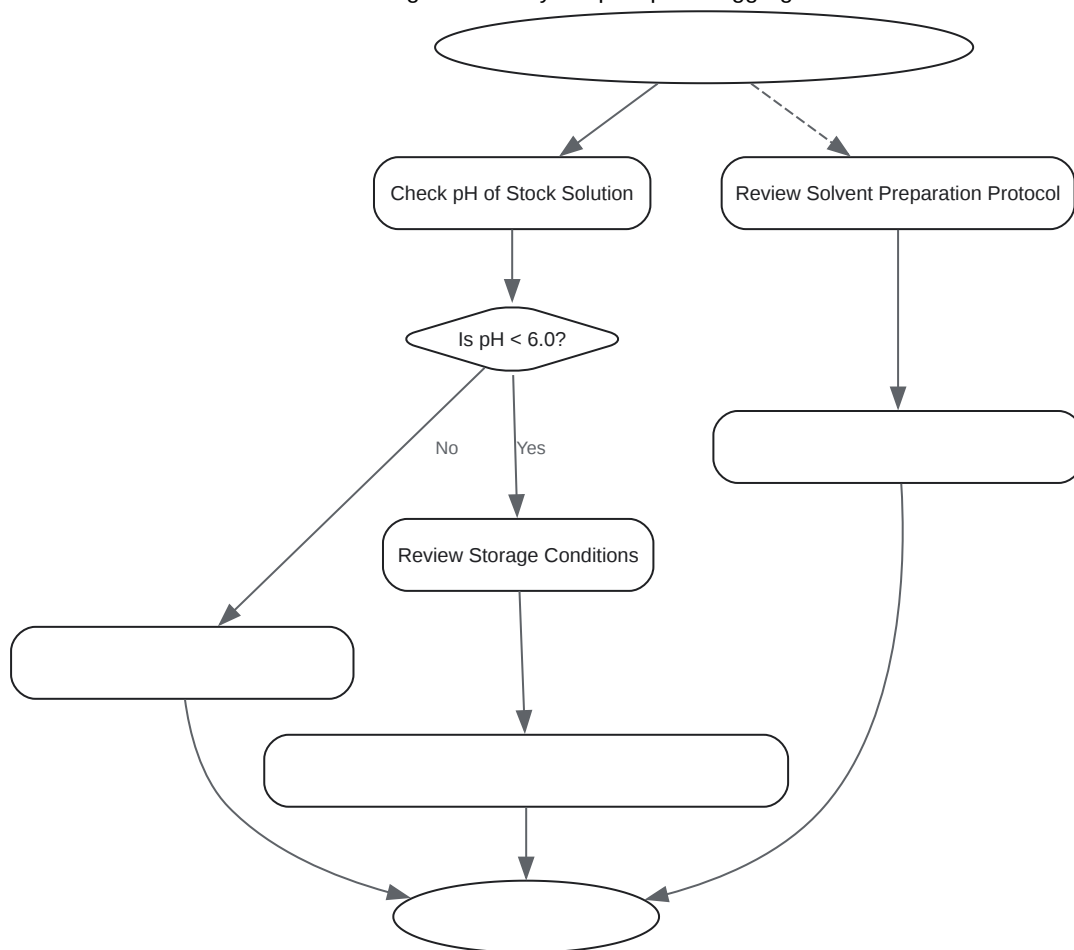 Check pH of Stock Solution
Review Solvent Preparation Protocol
Is pH < 6.0?
No
Yes
Review Storage Conditions